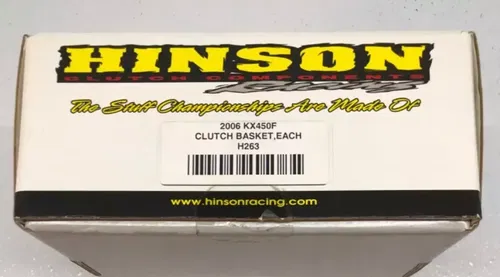 HINSON
CLUTCH COMPONENTS
Racing
The Stuff Championships Are Made Of
2006 KX450F
CLUTCH BASKET,EACH
H263
www.hinsonracing.com